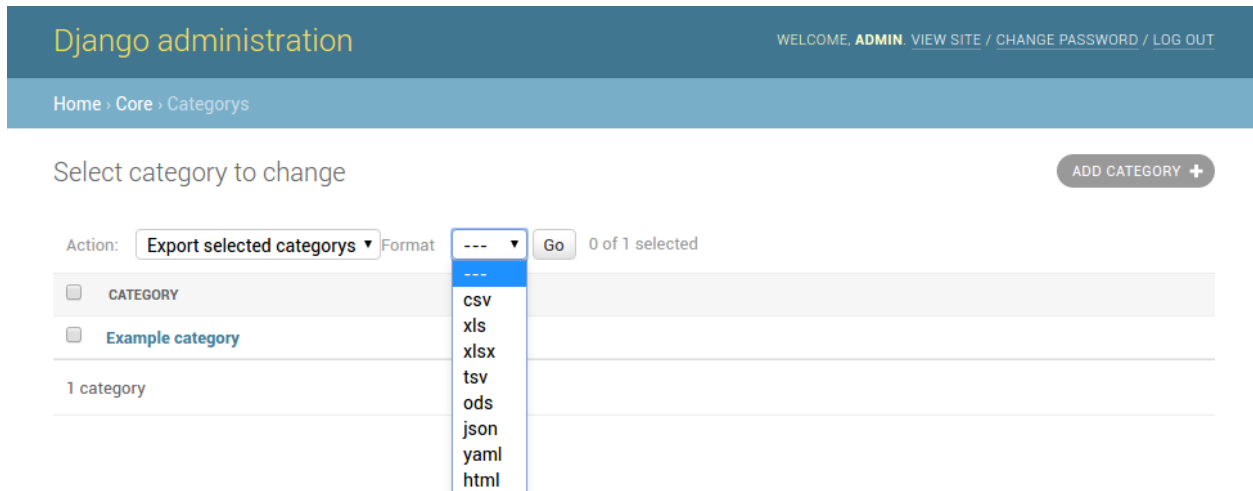 Django administration
WELCOME, ADMIN. VIEW SITE / CHANGE PASSWORD / LOG OUT
Home › Core › Categorys
Select category to change
ADD CATEGORY +
Action: Export selected categorys Format --- Go 0 of 1 selected
---
csv
xls
xlsx
tsv
ods
json
yaml
html
CATEGORY
Example category
1 category